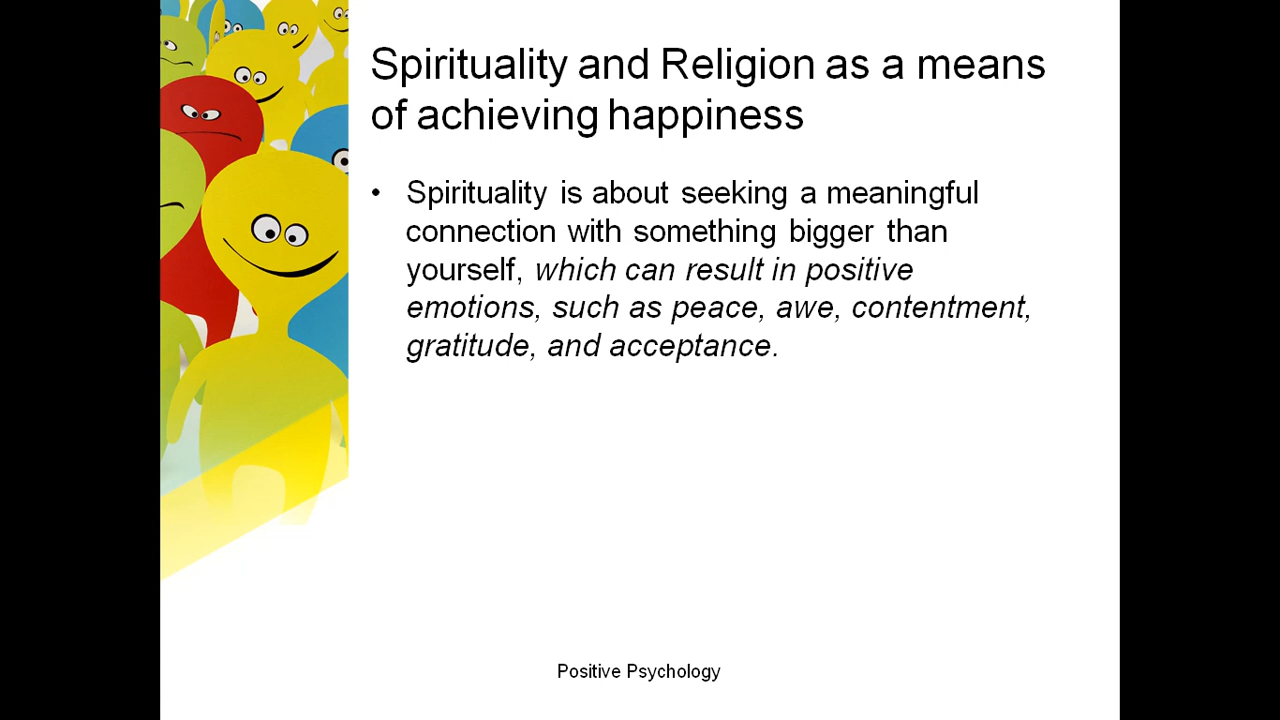 Spirituality and Religion as a means
of achieving happiness
• Spirituality is about seeking a meaningful
connection with something bigger than
yourself, which can result in positive
emotions, such as peace, awe, contentment,
gratitude, and acceptance.
Positive Psychology